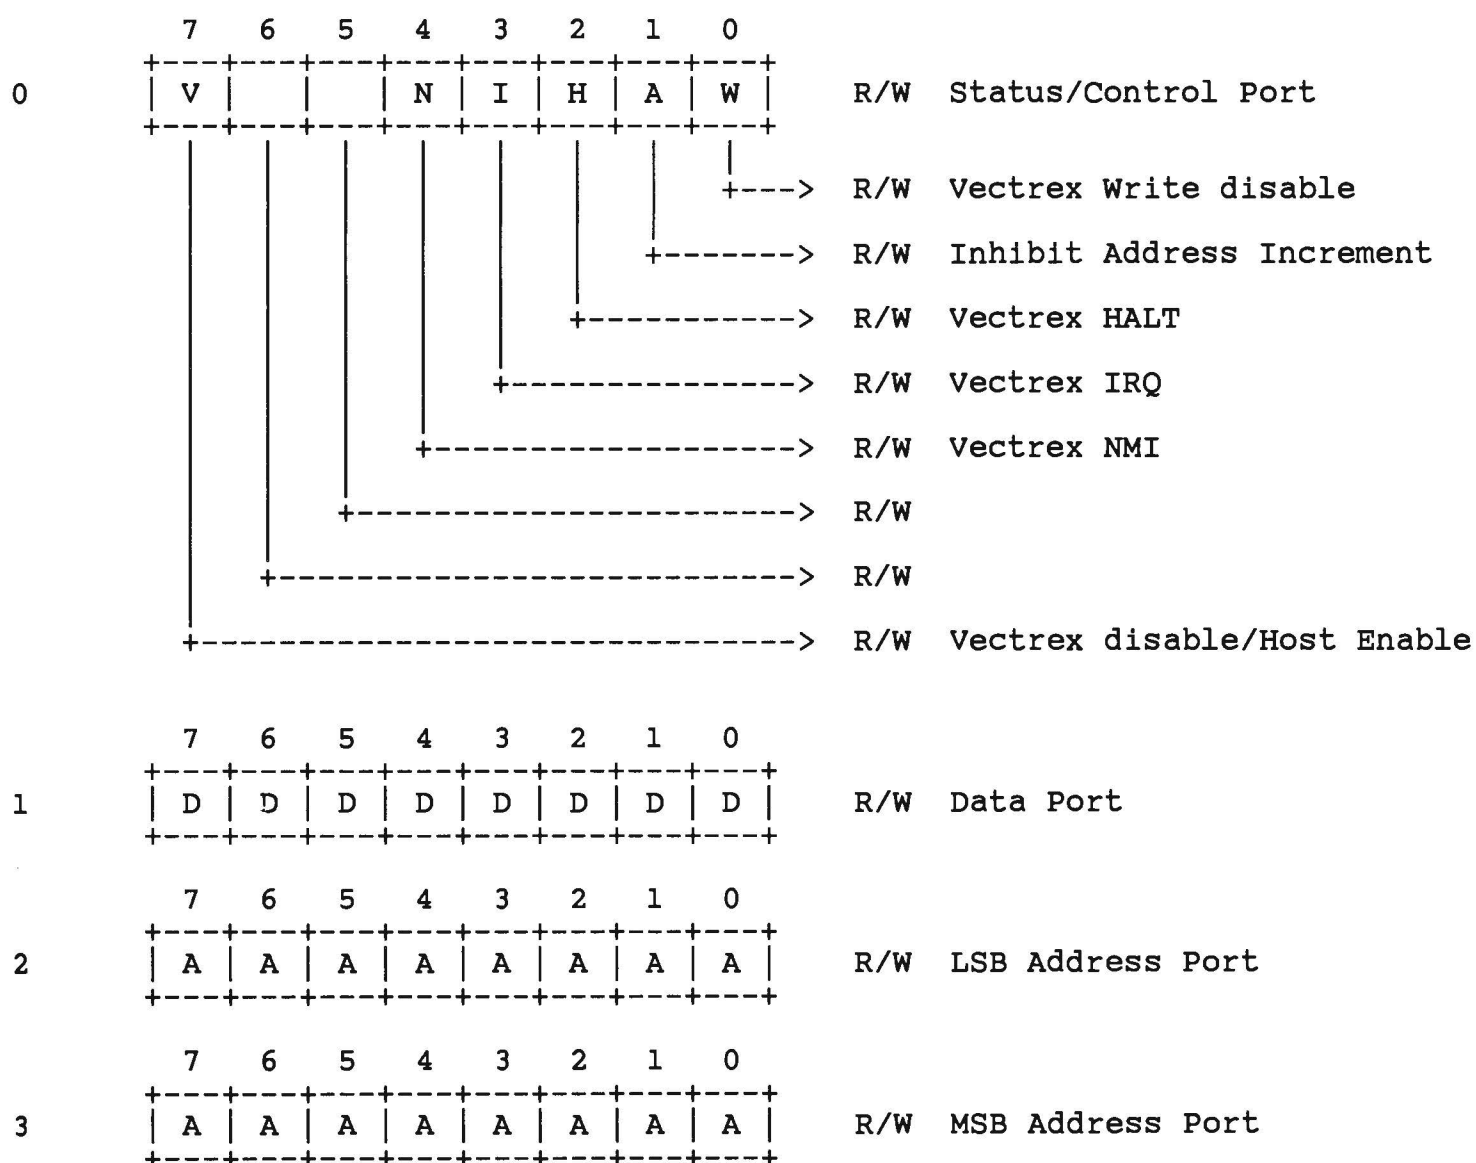 7   6   5   4   3   2   1   0
       +---+---+---+---+---+---+---+---+
0      | V |   |   | N | I | H | A | W |    R/W  Status/Control Port
       +---+---+---+---+---+---+---+---+
         |   |   |   |   |   |   |   |
         |   |   |   |   |   |   |   +--->  R/W  Vectrex Write disable
         |   |   |   |   |   |   +------->  R/W  Inhibit Address Increment
         |   |   |   |   |   +----------->  R/W  Vectrex HALT
         |   |   |   |   +--------------->  R/W  Vectrex IRQ
         |   |   |   +------------------->  R/W  Vectrex NMI
         |   |   +----------------------->  R/W
         |   +--------------------------->  R/W
         +------------------------------->  R/W  Vectrex disable/Host Enable
         7   6   5   4   3   2   1   0
       +---+---+---+---+---+---+---+---+
1      | D | D | D | D | D | D | D | D |    R/W  Data Port
       +---+---+---+---+---+---+---+---+
         7   6   5   4   3   2   1   0
       +---+---+---+---+---+---+---+---+
2      | A | A | A | A | A | A | A | A |    R/W  LSB Address Port
       +---+---+---+---+---+---+---+---+
         7   6   5   4   3   2   1   0
       +---+---+---+---+---+---+---+---+
3      | A | A | A | A | A | A | A | A |    R/W  MSB Address Port
       +---+---+---+---+---+---+---+---+